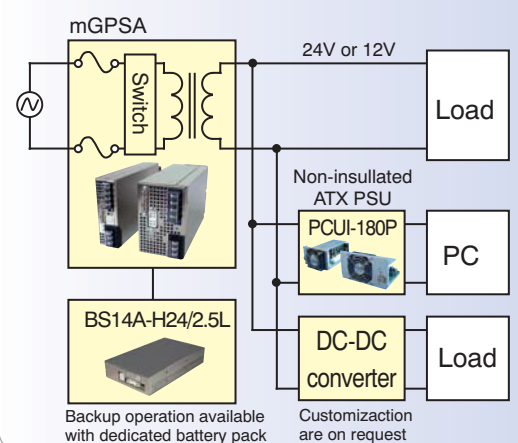 mGPSA
24V or 12V
Switch
Load
Non-insullated
ATX PSU
PCUI-180P
PC
BS14A-H24/2.5L
DC-DC
converter
Load
Backup operation available
with dedicated battery pack
Customizaction
are on request